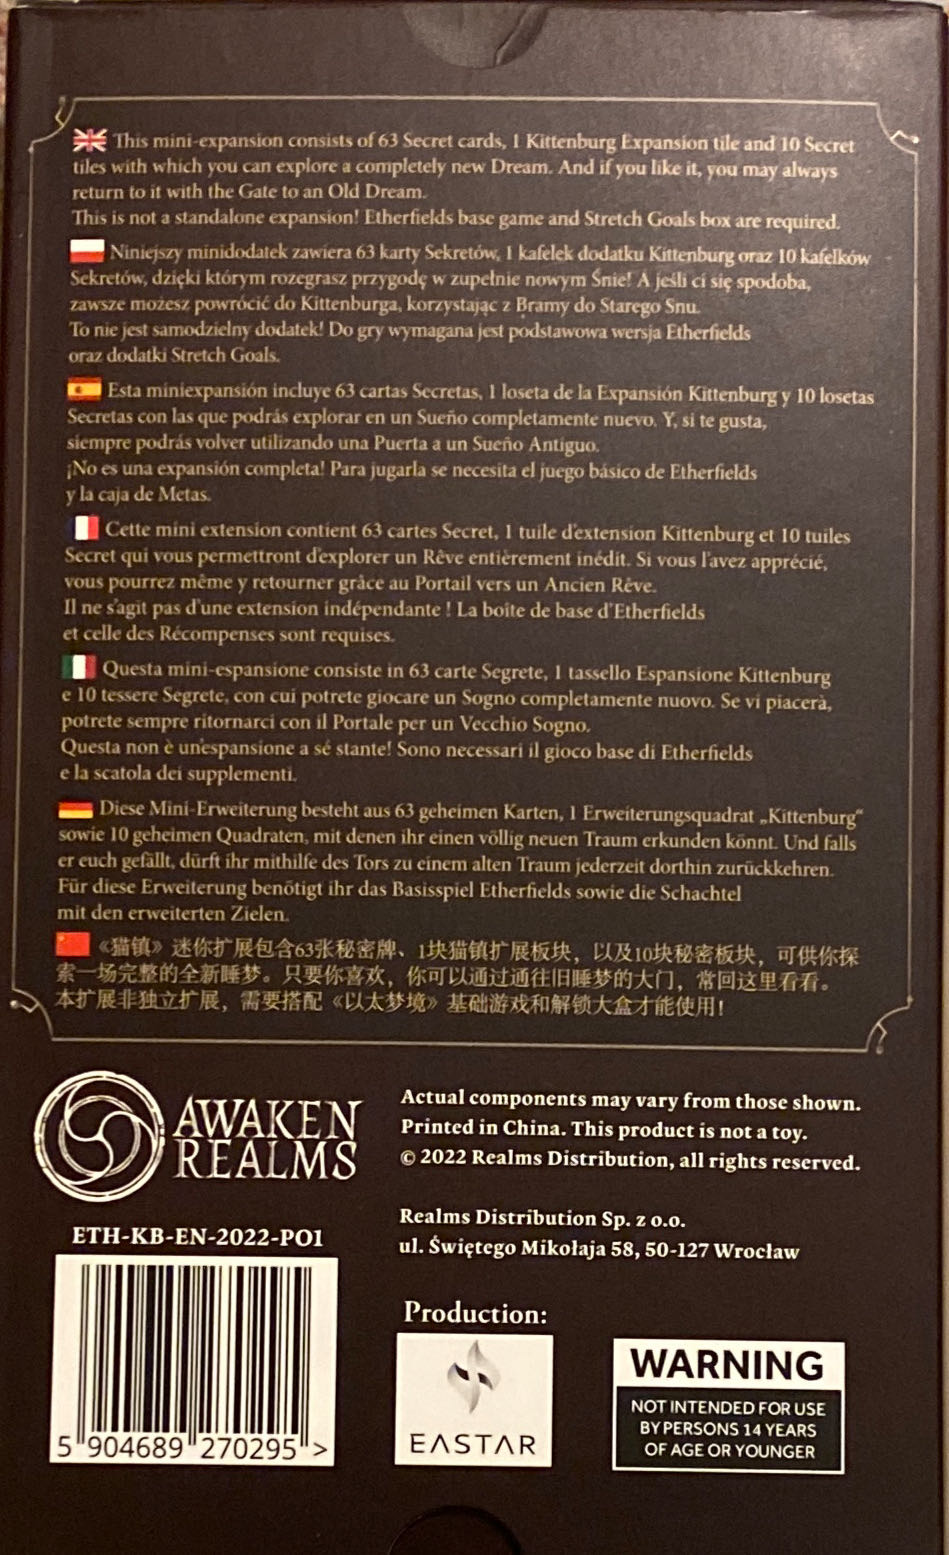 This mini-expansion consists of 63 Secret cards, 1 Kittenburg Expansion tile and 10 Secret
tiles with which you can explore a completely new Dream. And if you like it, you may always
return to it with the Gate to an Old Dream.
This is not a standalone expansion! Etherfields base game and Stretch Goals box are required.
Niniejszy minidodatek zawiera 63 karty Sekretów, 1 kafelek dodatku Kittenburg oraz 10 kafelków
Sekretów, dzięki którym rozegrasz przygodę w zupełnie nowym Śnie! A jeśli ci się spodoba,
zawsze możesz powrócić do Kittenburga, korzystając z Bramy do Starego Snu.
To nie jest samodzielny dodatek! Do gry wymagana jest podstawowa wersja Etherfields
oraz dodatki Stretch Goals.
Esta miniexpansión incluye 63 cartas Secretas, 1 loseta de la Expansión Kittenburg y 10 losetas
Secretas con las que podrás explorar en un Sueño completamente nuevo. Y, si te gusta,
siempre podrás volver utilizando una Puerta a un Sueño Antiguo.
¡No es una expansión completa! Para jugarla se necesita el juego básico de Etherfields
y la caja de Metas.
Cette mini extension contient 63 cartes Secret, 1 tuile d'extension Kittenburg et 10 tuiles
Secret qui vous permettront d'explorer un Rêve entièrement inédit. Si vous l'avez apprécié,
vous pourrez même y retourner grâce au Portail vers un Ancien Rêve.
Il ne s'agit pas d'une extension indépendante ! La boîte de base d'Etherfields
et celle des Récompenses sont requises.
Questa mini-espansione consiste in 63 carte Segrete, 1 tassello Espansione Kittenburg
e 10 tessere Segrete, con cui potrete giocare un Sogno completamente nuovo. Se vi piacerà,
potrete sempre ritornarci con il Portale per un Vecchio Sogno.
Questa non è un'espansione a sé stante! Sono necessari il gioco base di Etherfields
e la scatola dei supplementi.
Diese Mini-Erweiterung besteht aus 63 geheimen Karten, 1 Erweiterungsquadrat „Kittenburg“
sowie 10 geheimen Quadraten, mit denen ihr einen völlig neuen Traum erkunden könnt. Und falls
er euch gefällt, dürft ihr mithilfe des Tors zu einem alten Traum jederzeit dorthin zurückkehren.
Für diese Erweiterung benötigt ihr das Basisspiel Etherfields sowie die Schachtel
mit den erweiterten Zielen.
《猫镇》迷你扩展包含63张秘密牌、1块猫镇扩展板块，以及10块秘密板块，可供你探
索一场完整的全新睡梦。只要你喜欢，你可以通过通往旧睡梦的大门，常回这里看看。
本扩展非独立扩展，需要搭配《以太梦境》基础游戏和解锁大盒才能使用！
AWAKEN
REALMS
Actual components may vary from those shown.
Printed in China. This product is not a toy.
© 2022 Realms Distribution, all rights reserved.
Realms Distribution Sp. z o.o.
ul. Świętego Mikołaja 58, 50-127 Wrocław
ETH-KB-EN-2022-PO1
5 904689 270295 >
Production:
EASTAR
WARNING
NOT INTENDED FOR USE
BY PERSONS 14 YEARS
OF AGE OR YOUNGER